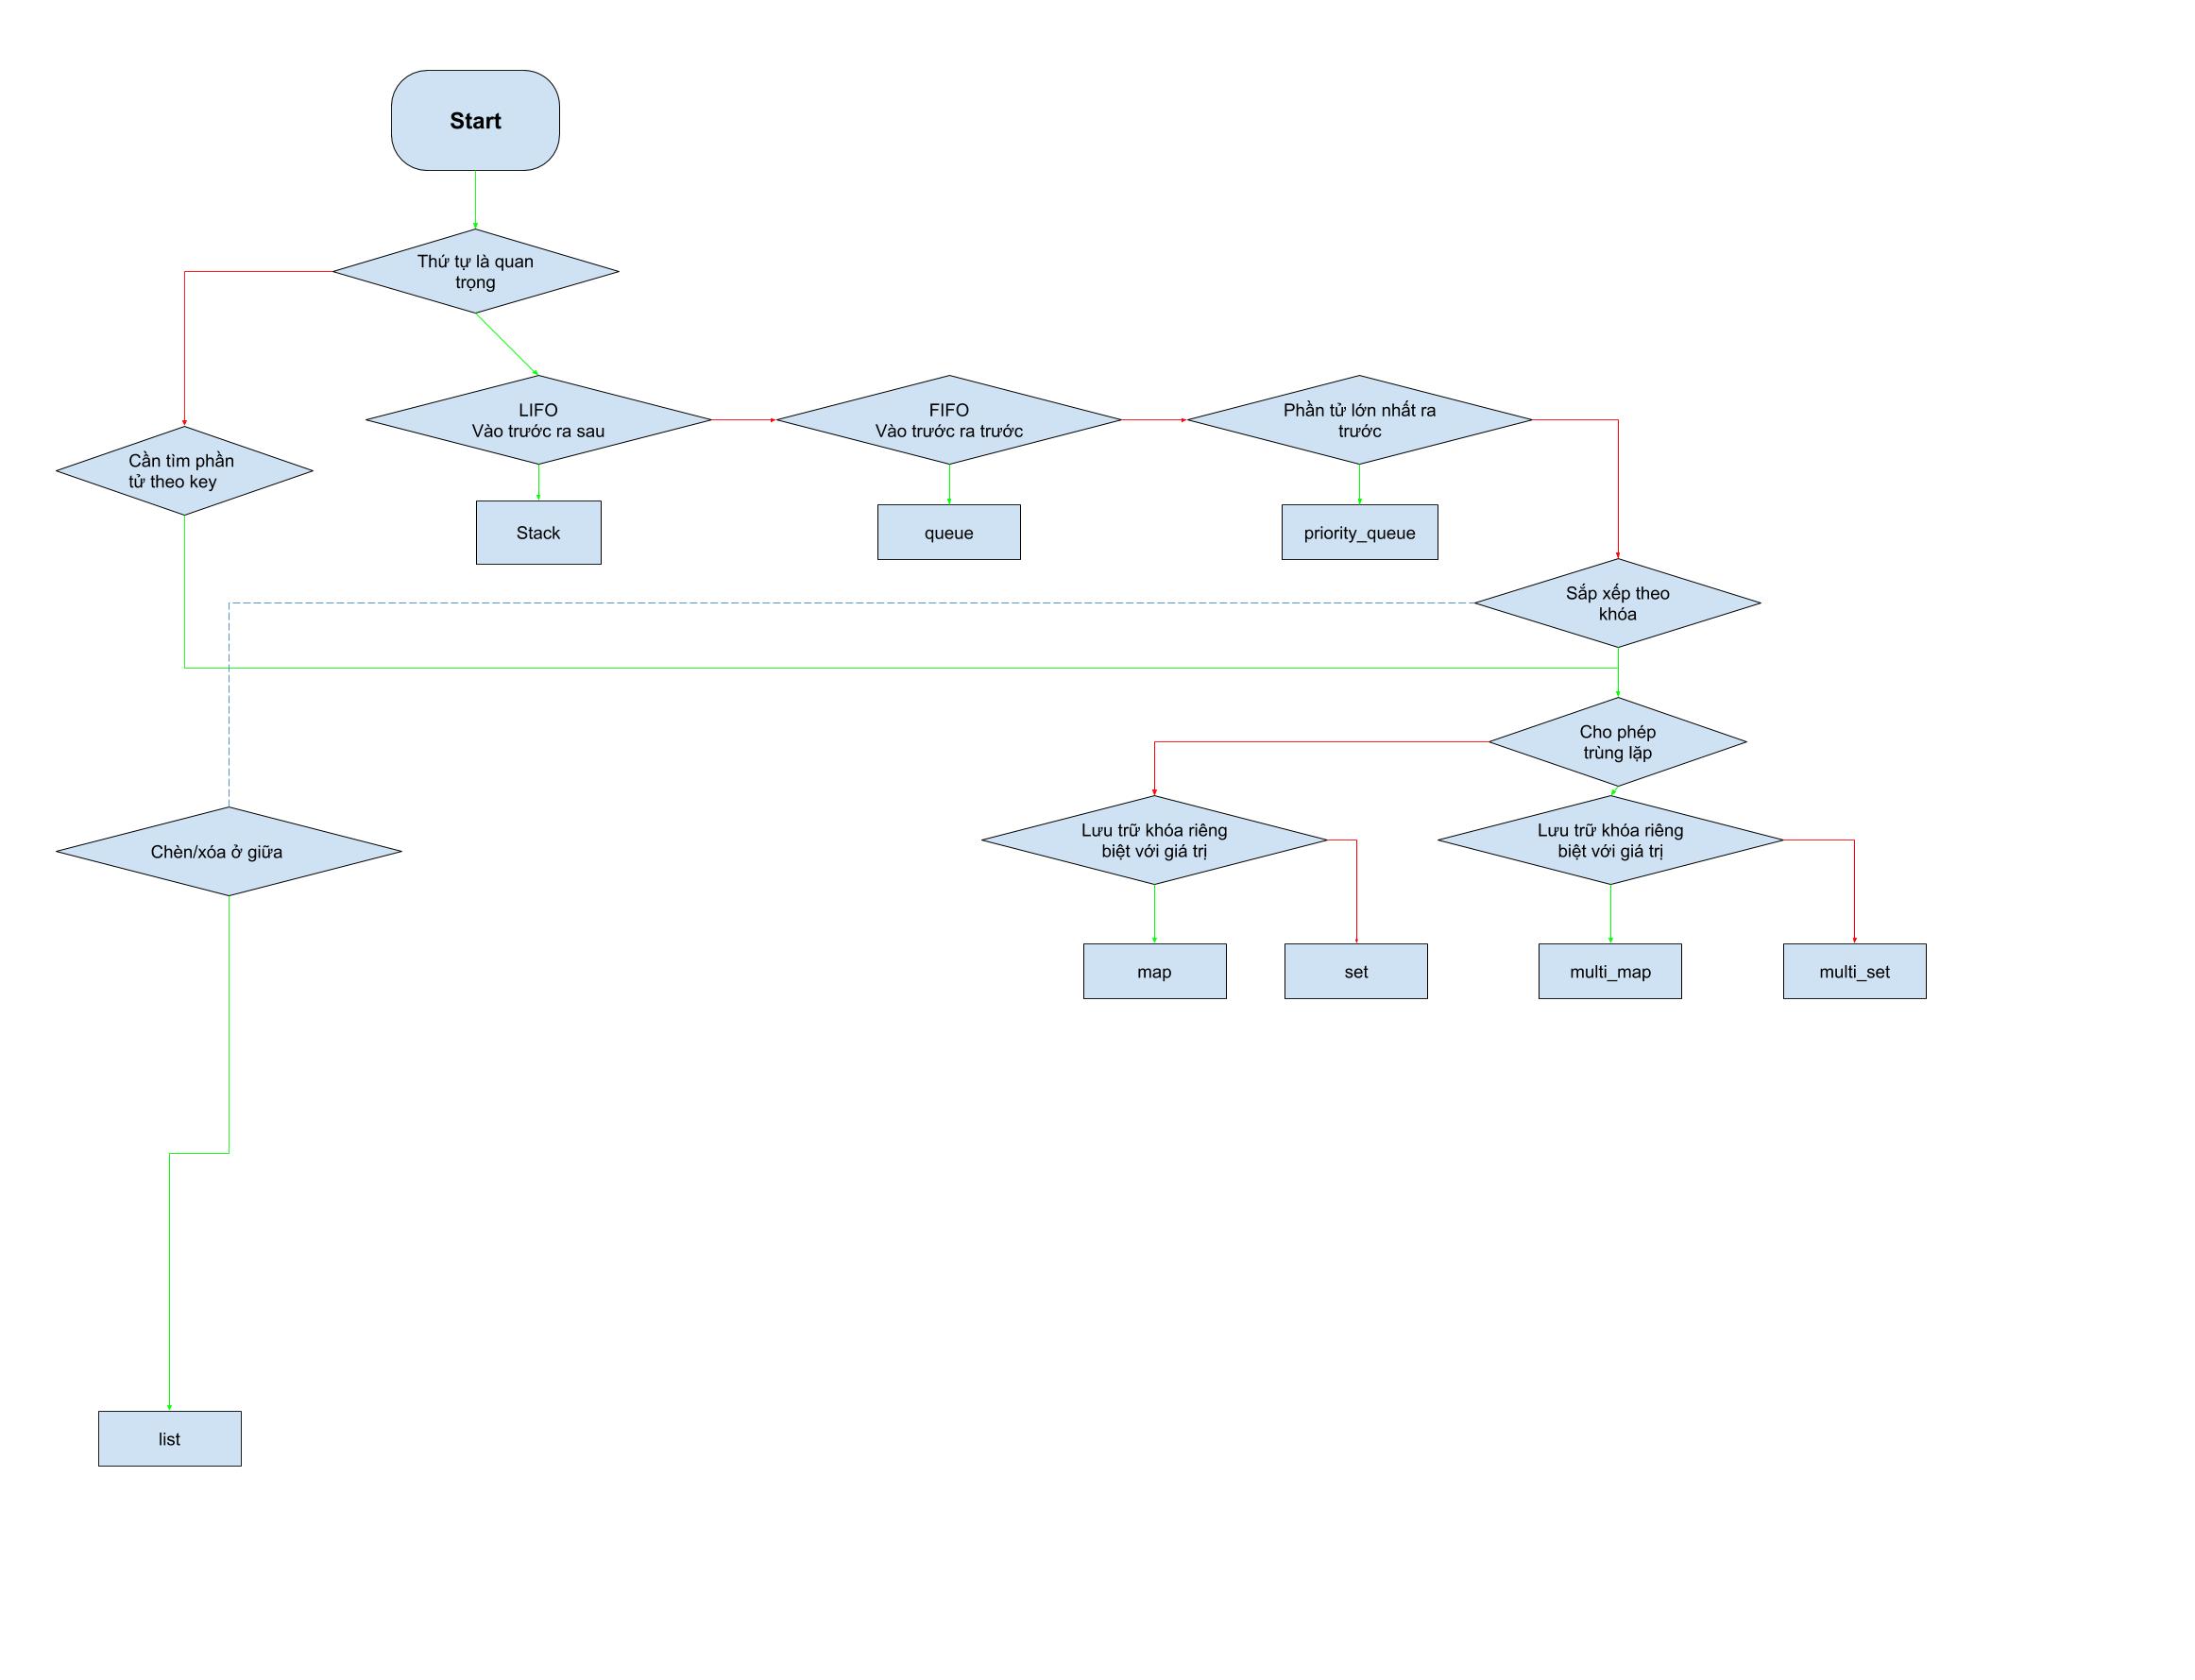 Start
Thứ tự là quan
trọng
LIFO
Vào trước ra sau
FIFO
Vào trước ra trước
Phần tử lớn nhất ra
trước
Cần tìm phần
tử theo key
Stack
queue
priority_queue
Sắp xếp theo
khóa
Cho phép
trùng lặp
Chèn/xóa ở giữa
Lưu trữ khóa riêng
biệt với giá trị
Lưu trữ khóa riêng
biệt với giá trị
map
set
multi_map
multi_set
list